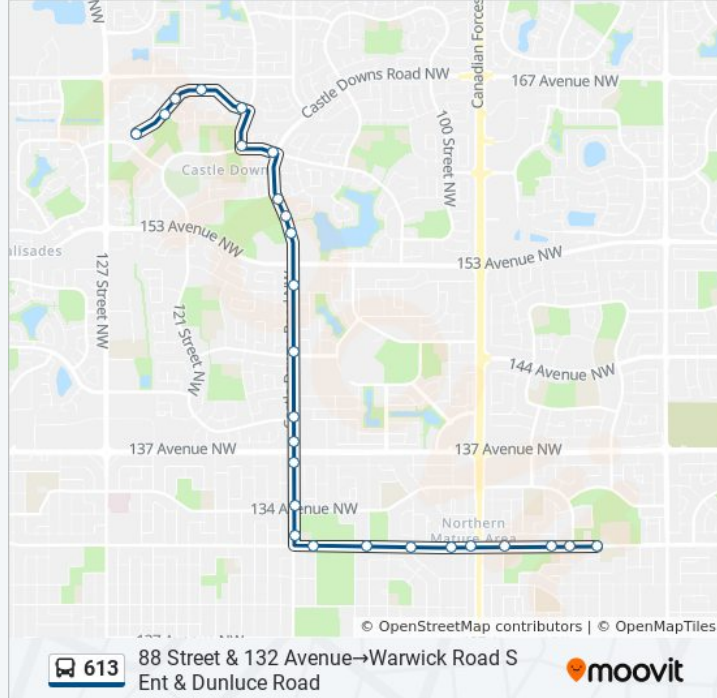 NW
Canadian Forces
Castle Downs Road NW
167 Avenue NW
100 Street NW
Castle Down
153 Avenue NW
alisades
153 Avenue NW
127 Street NW
121 Street NW
144 Avenue NW
137 Avenue NW
137 Avenue NW
134 Avenue NW
Northern
Mature Area
© OpenStreetMap contributors | © OpenMapTiles
613
88 Street & 132 Avenue→Warwick Road S
Ent & Dunluce Road
moovit